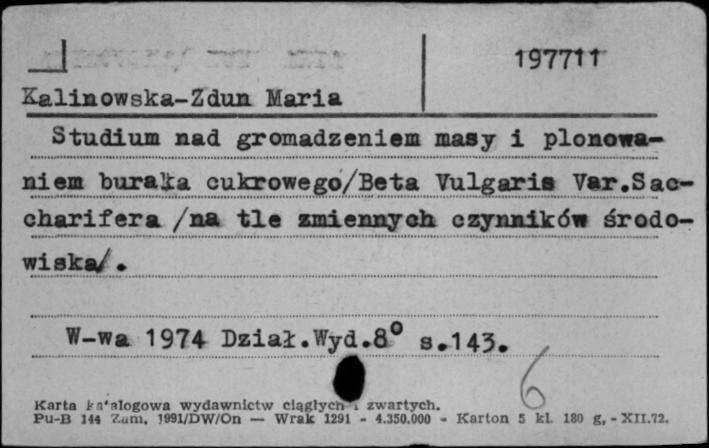 197711
Kalinowska-Zdun Maria
Studium nad gromadzeniem masy i plonowa-
niem buraka cukrowego/Beta Vulgaris Var.Sac-
charifera /na tle zmiennych czynników środo-
wiska/.
W-wa 1974 Dział.Wyd.8° s.143.
6
Karta katalogowa wydawnictw ciągłych i zwartych.
Pu-B 144 Zam. 1991/DW/On — Wrak 1291 - 4.350.000 - Karton 5 kl. 180 g, - XII.72.